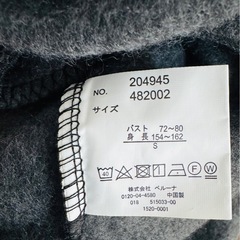 204945
NO. 482002
サイズ
バスト 72~80
身長 154~162
S
40
株式会社 ベルーナ
0120-04-4580 中国製
018 515033-00
1520-0001